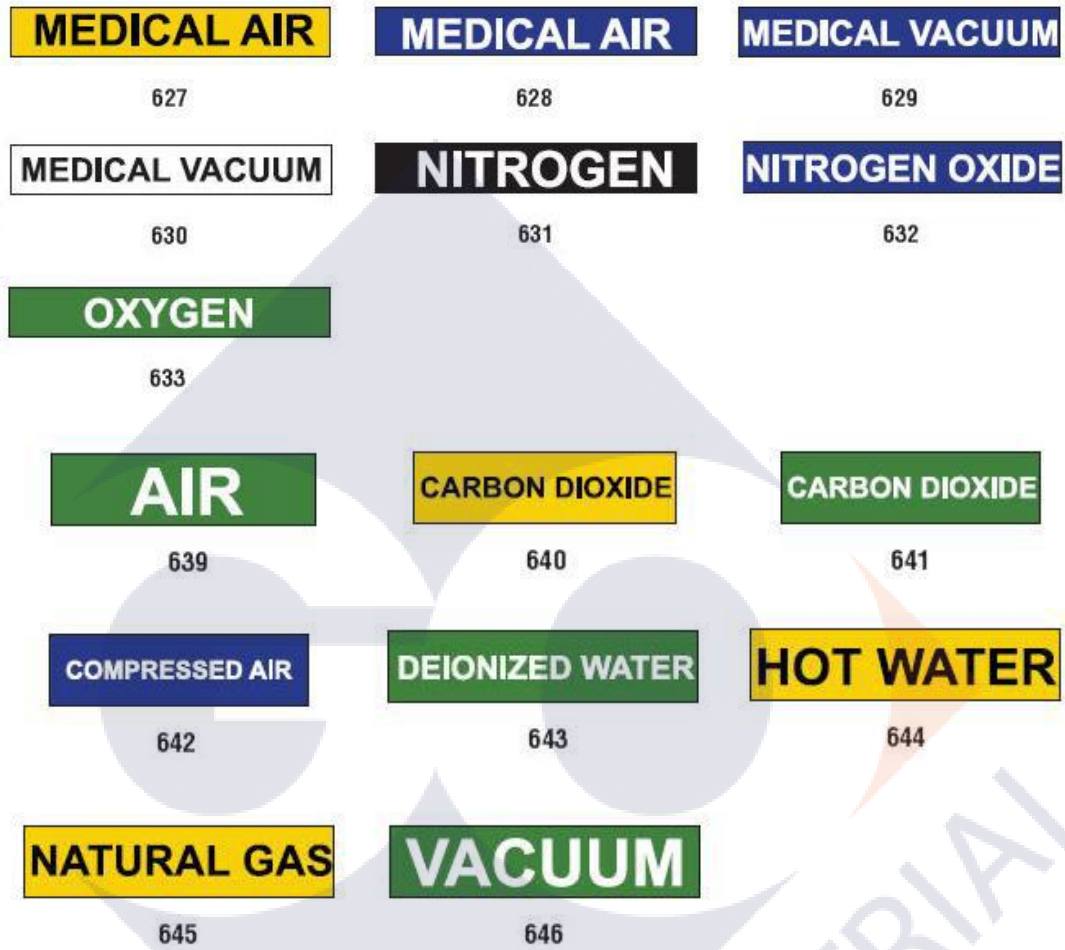 MEDICAL AIR
MEDICAL AIR
MEDICAL VACUUM
627
628
629
MEDICAL VACUUM
NITROGEN
NITROGEN OXIDE
630
631
632
OXYGEN
633
AIR
CARBON DIOXIDE
CARBON DIOXIDE
639
640
641
COMPRESSED AIR
DEIONIZED WATER
HOT WATER
642
643
644
NATURAL GAS
VACUUM
645
646